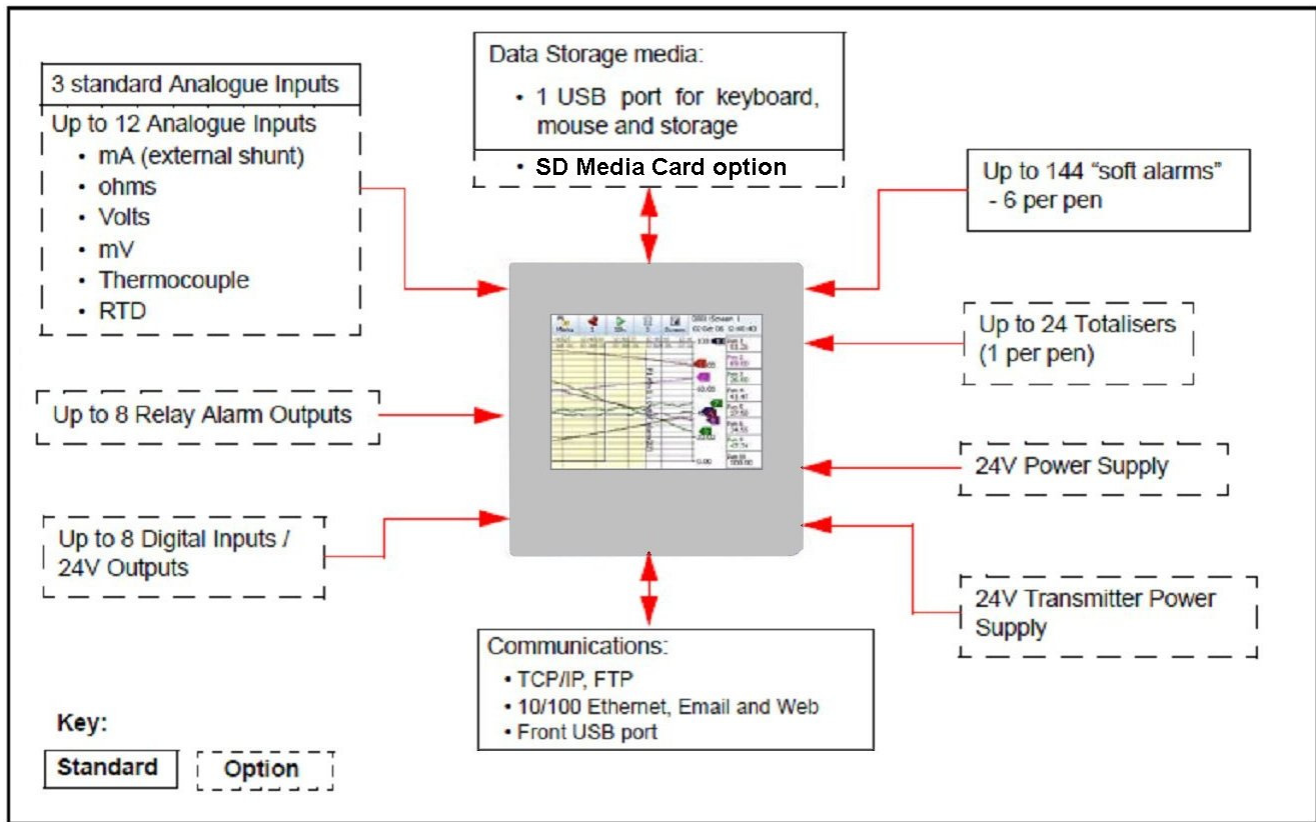 3 standard Analogue Inputs
Up to 12 Analogue Inputs
• mA (external shunt)
• ohms
• Volts
• mV
• Thermocouple
• RTD
Data Storage media:
• 1 USB port for keyboard,
mouse and storage
• SD Media Card option
Up to 144 “soft alarms”
- 6 per pen
Up to 24 Totalisers
(1 per pen)
Up to 8 Relay Alarm Outputs
24V Power Supply
Up to 8 Digital Inputs /
24V Outputs
24V Transmitter Power
Supply
Communications:
• TCP/IP, FTP
• 10/100 Ethernet, Email and Web
• Front USB port
Key:
Standard
Option